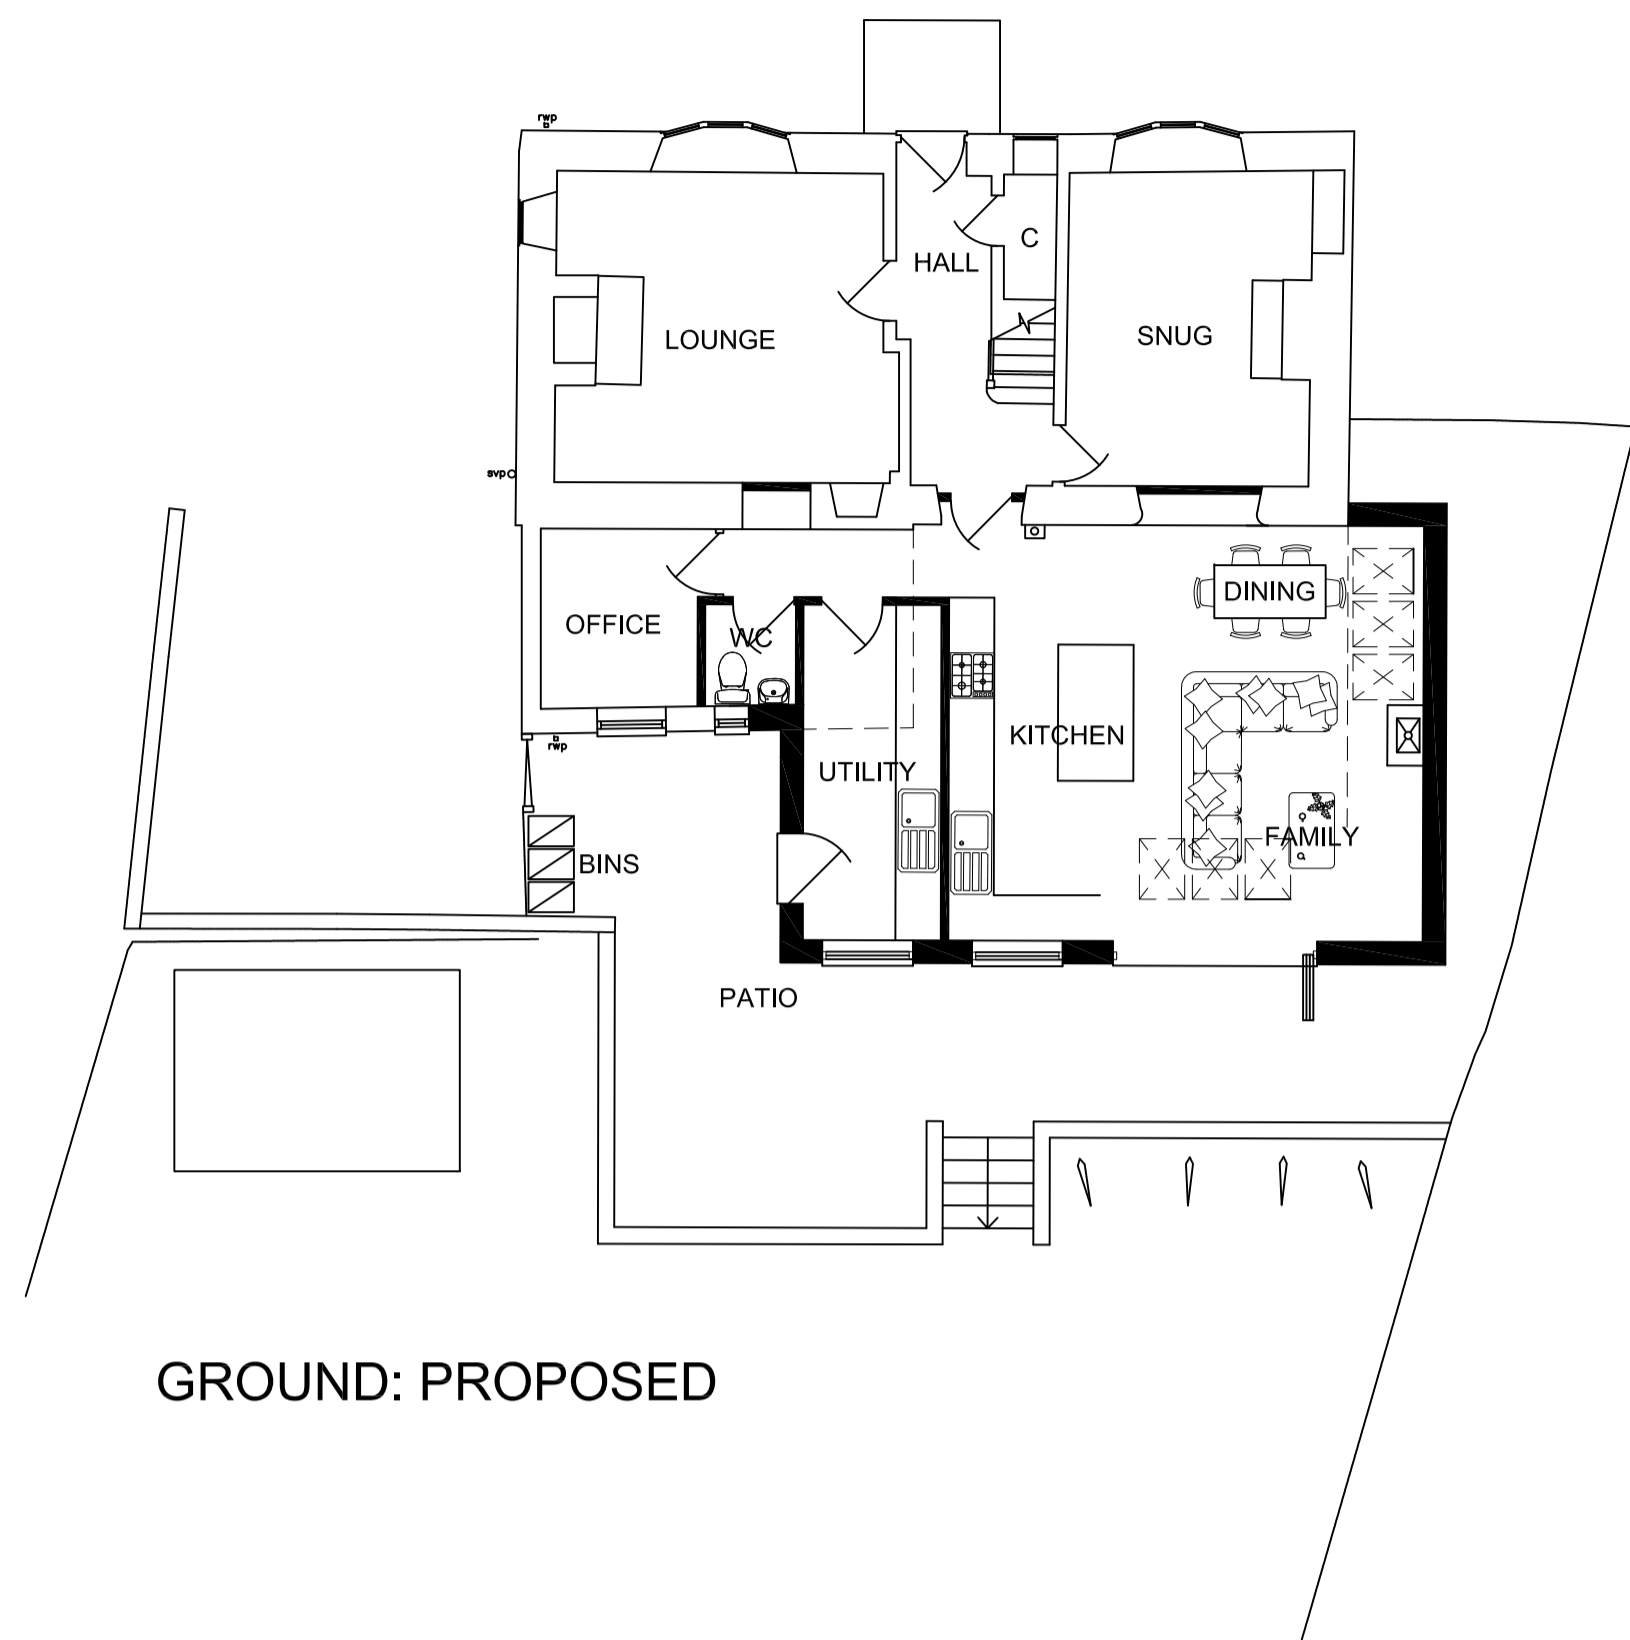 rwp
HALL
C
LOUNGE
SNUG
svp
DINING
OFFICE
WC
KITCHEN
rwp
UTILITY
FAMILY
BINS
PATIO
GROUND: PROPOSED